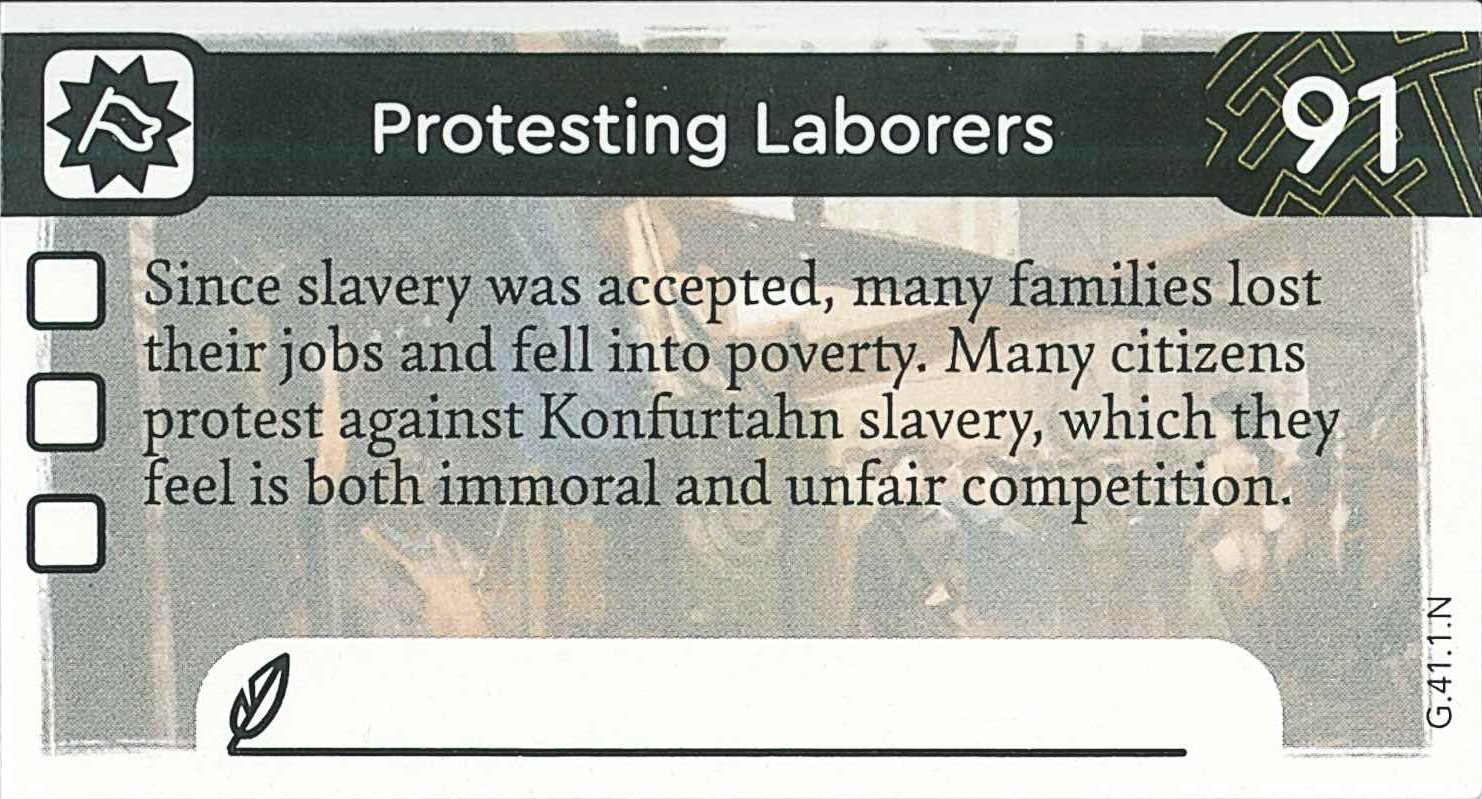 Protesting Laborers
91
Since slavery was accepted, many families lost
their jobs and fell into poverty. Many citizens
protest against Konfurtahn slavery, which they
feel is both immoral and unfair competition.
G.41.1.N